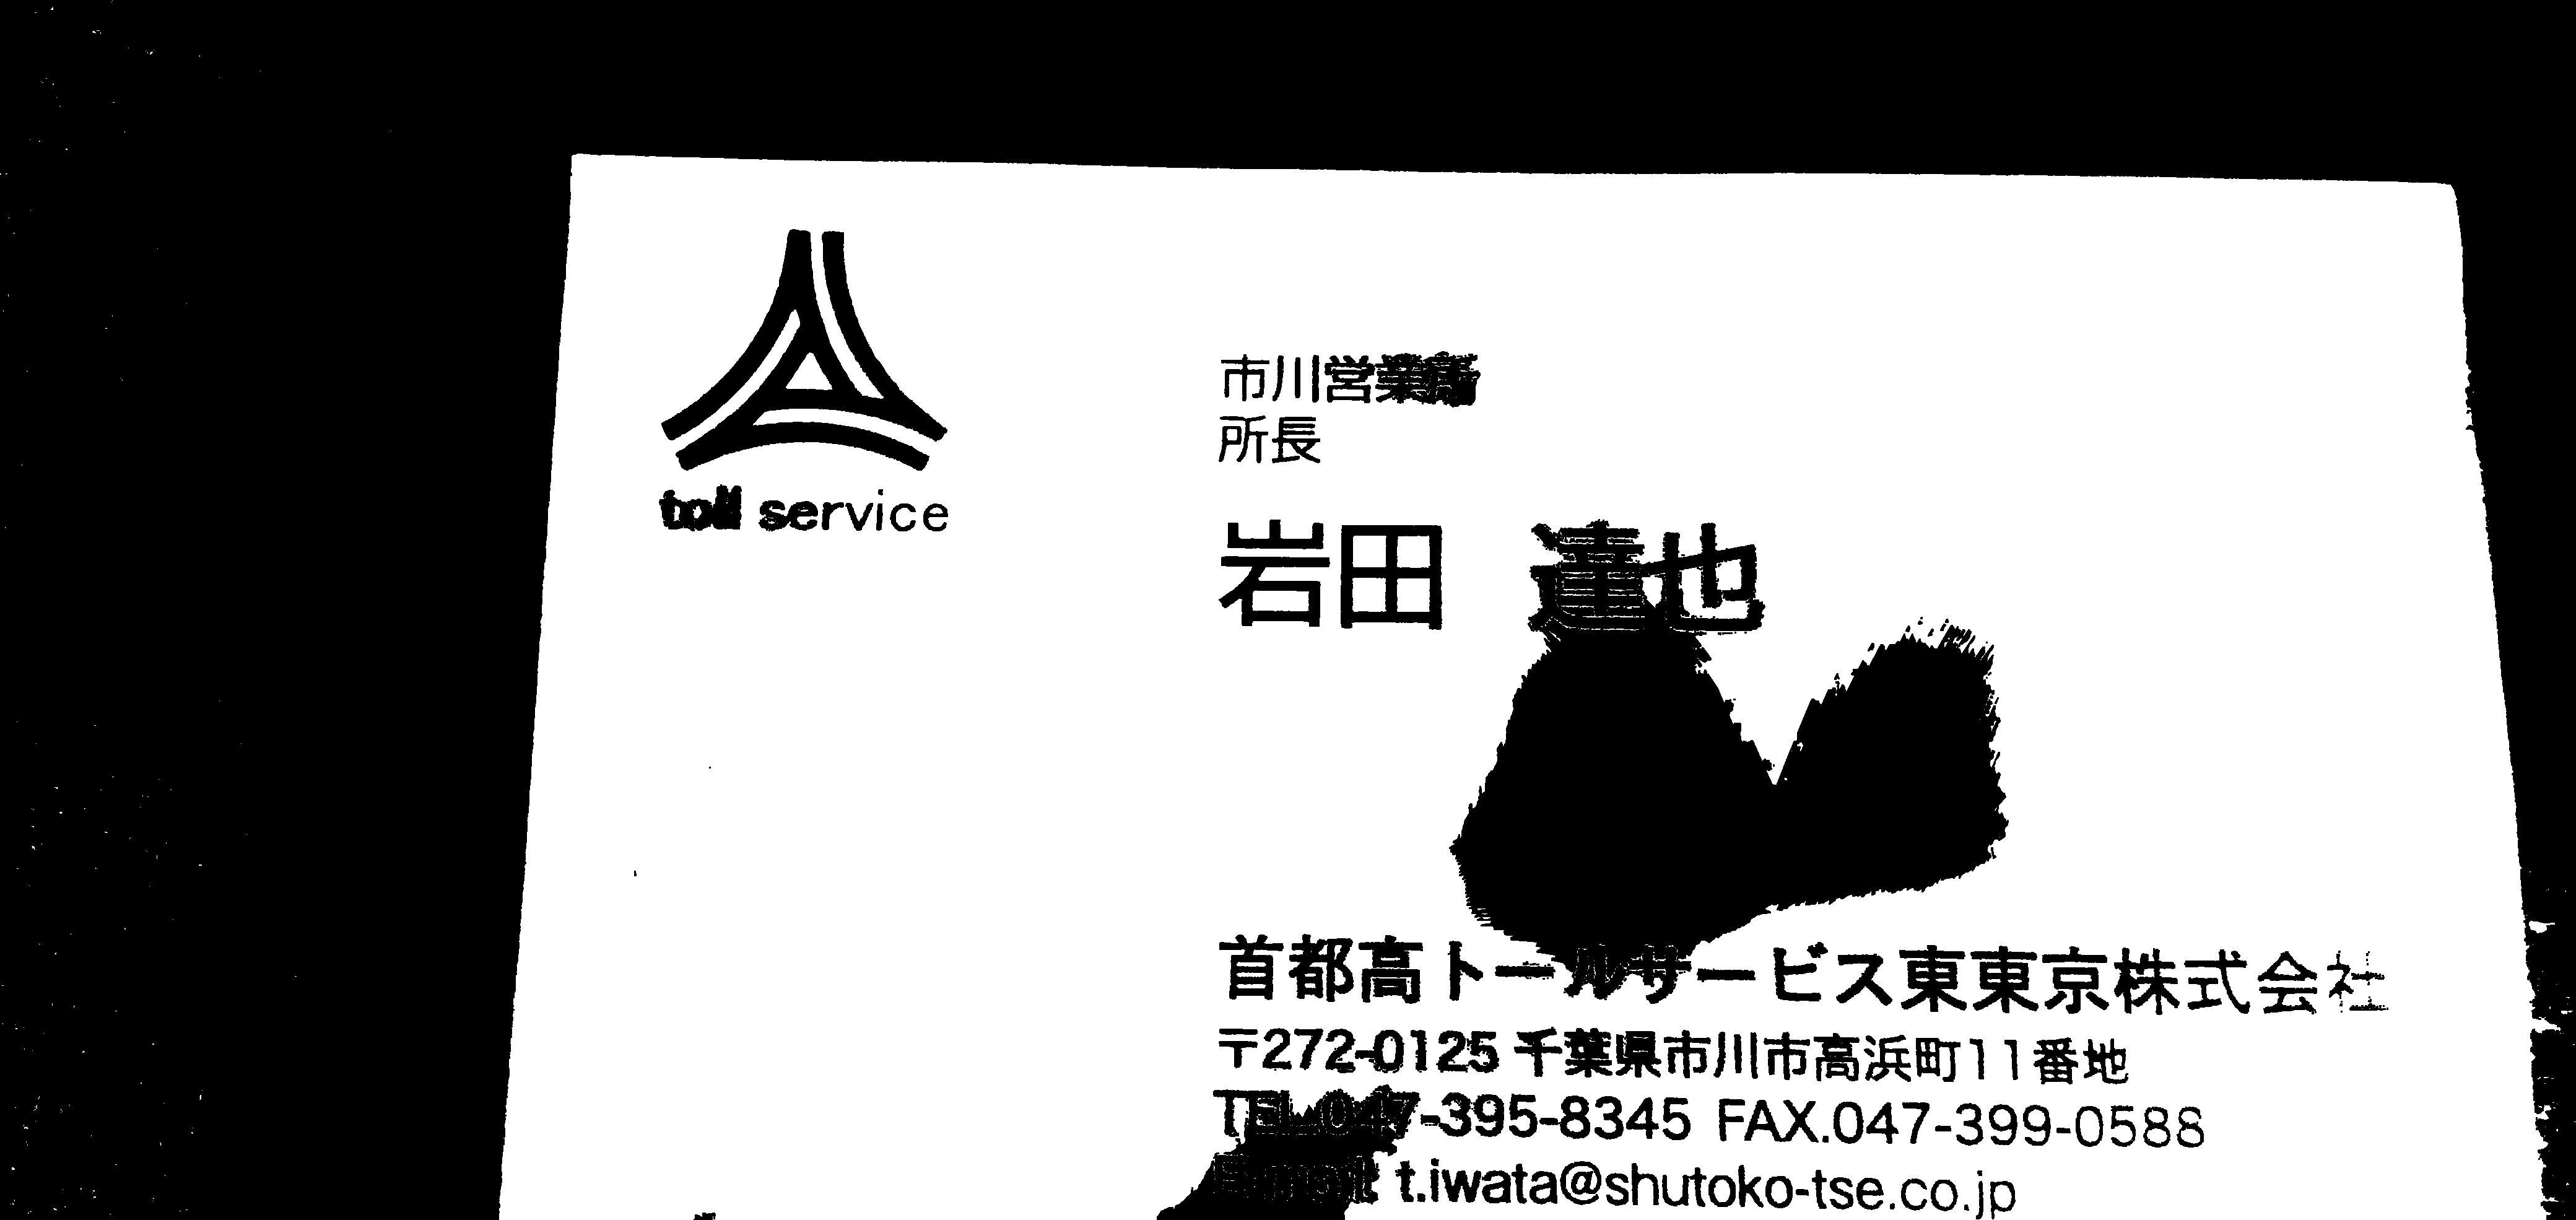 toll service
市川営業所
所長
岩田 達也
首都高トールサービス東東京株式会社
〒272-0125 千葉県市川市高浜町11番地
TEL.047-395-8345 FAX.047-399-0588
E-mail t.iwata@shutoko-tse.co.jp